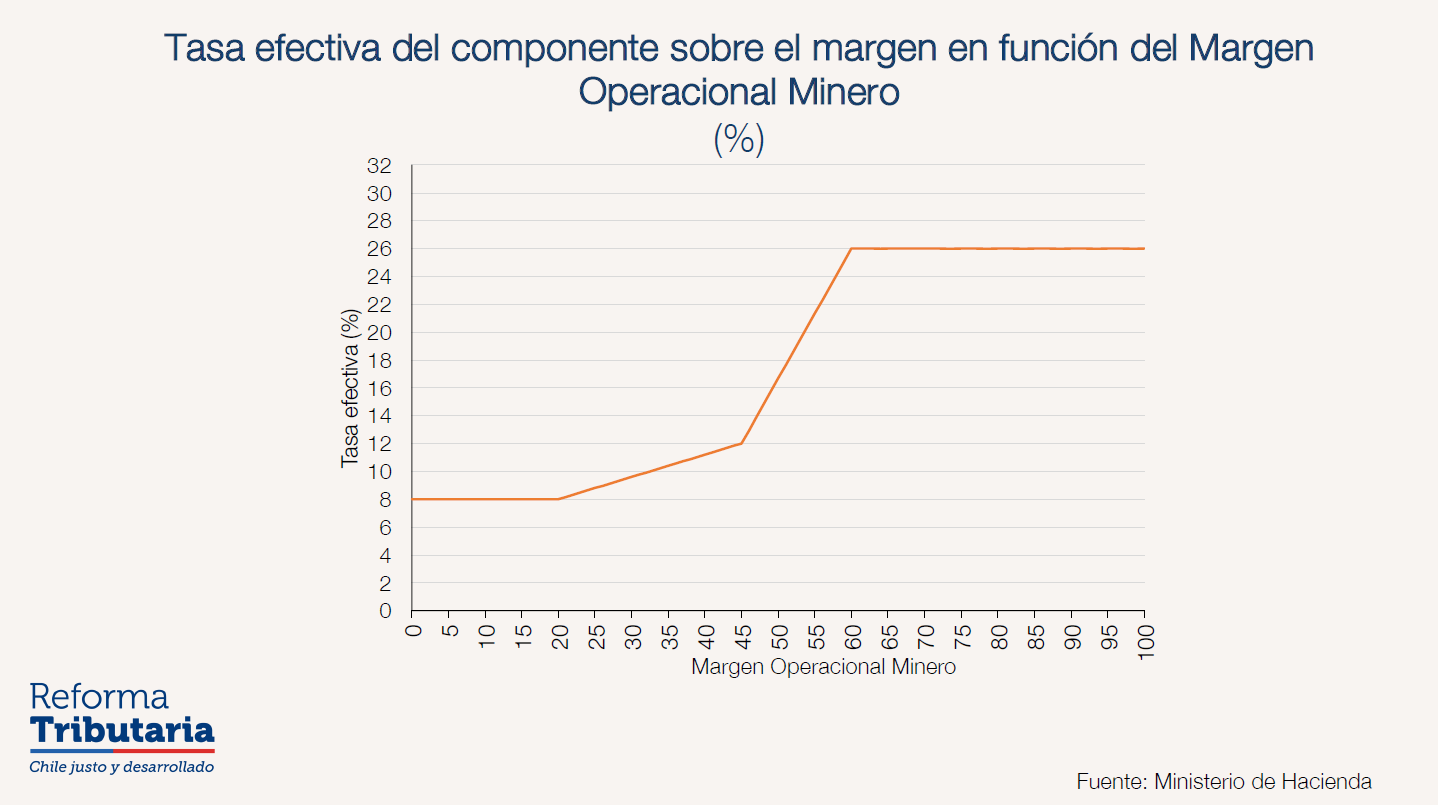 Tasa efectiva del componente sobre el margen en función del Margen
Operacional Minero
(%)
32
30
28
26
24
22
20
18
16
14
12
10
8
6
4
2
0
Tasa efectiva (%)
0 5 10 15 20 25 30 35 40 45 50 55 60 65 70 75 80 85 90 95 100
Margen Operacional Minero
Reforma
Tributaria
Chile justo y desarrollado
Fuente: Ministerio de Hacienda